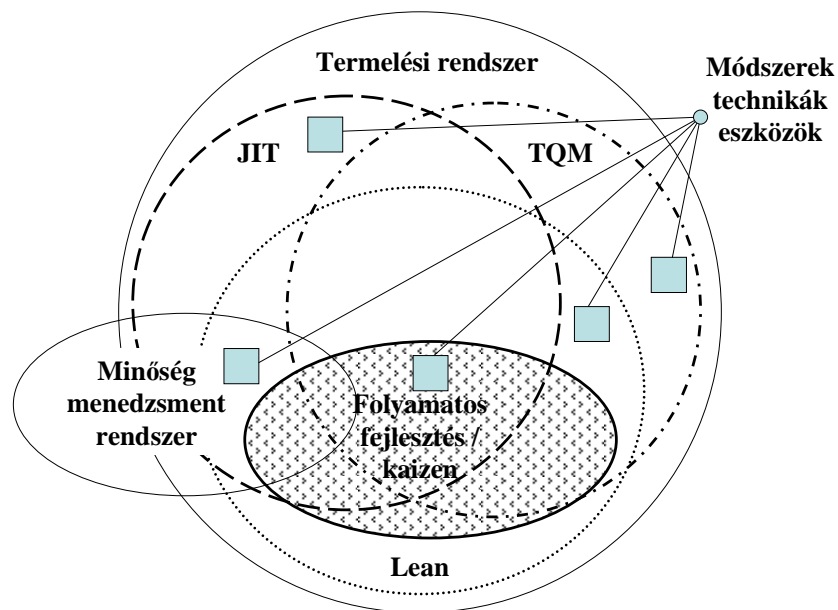 Termelési rendszer
Módszerek
technikák
eszközök
JIT
TQM
Minőség
menedzsment
rendszer
Folyamatos
fejlesztés /
kaizen
Lean